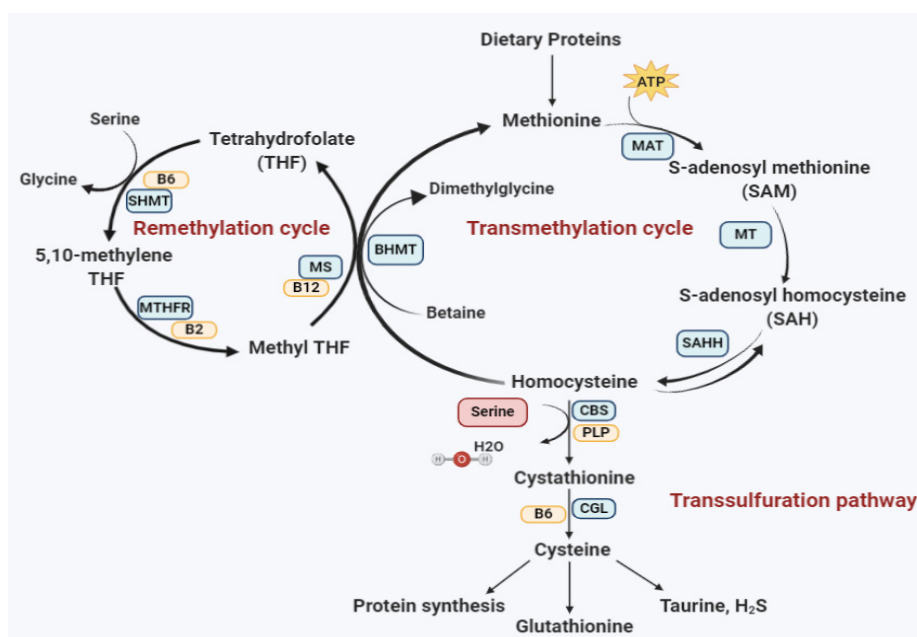 Dietary Proteins
ATP
Methionine
MAT
S-adenosyl methionine
(SAM)
Serine
Tetrahydrofolate
(THF)
Glycine
B6
SHMT
Dimethylglycine
Remethylation cycle
Transmethylation cycle
MT
5,10-methylene
THF
BHMT
MS
B12
MTHFR
B2
Betaine
Methyl THF
S-adenosyl homocysteine
(SAH)
SAHH
Homocysteine
Serine
CBS
PLP
H2O
H
O
H
Cystathionine
Transsulfuration pathway
B6
CGL
Cysteine
Protein synthesis
Glutathionine
Taurine, H₂S